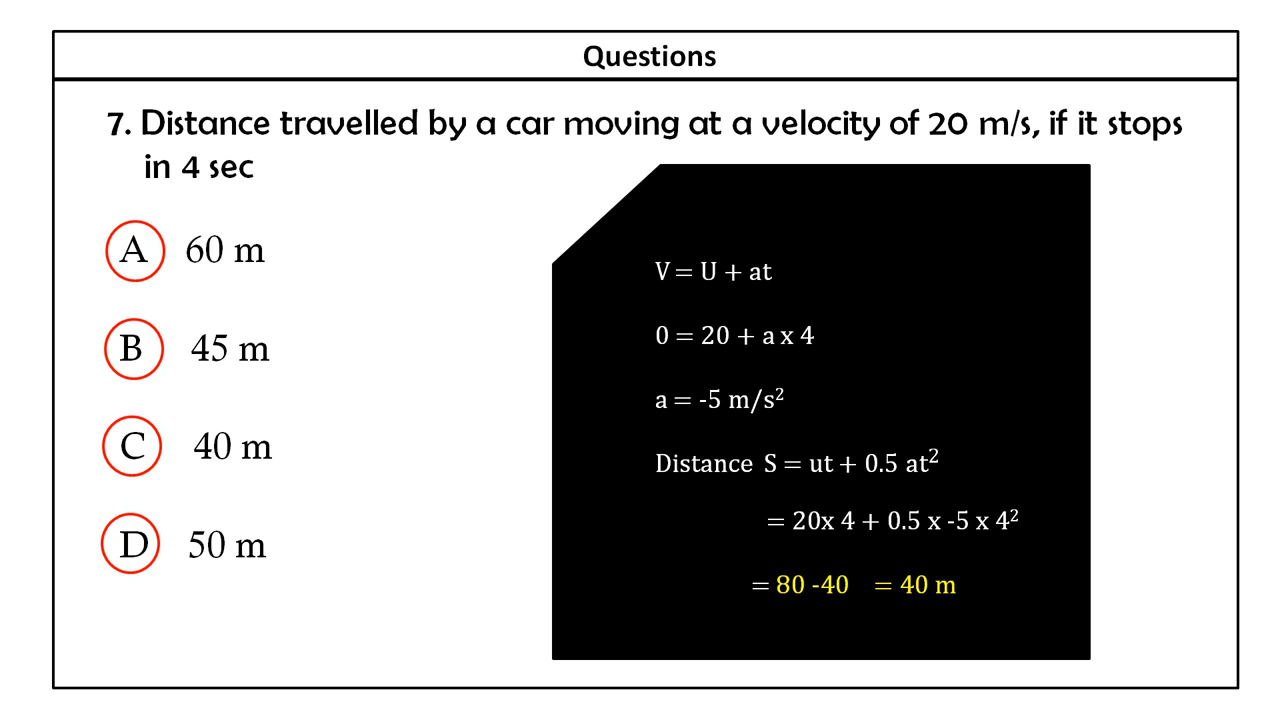 Questions
7. Distance travelled by a car moving at a velocity of 20 m/s, if it stops
in 4 sec
A 60 m
B 45 m
C 40 m
D 50 m
V = U + at
0 = 20 + a x 4
a = -5 m/s²
Distance S = ut + 0.5 at²
= 20x 4 + 0.5 x -5 x 4²
= 80 -40 = 40 m